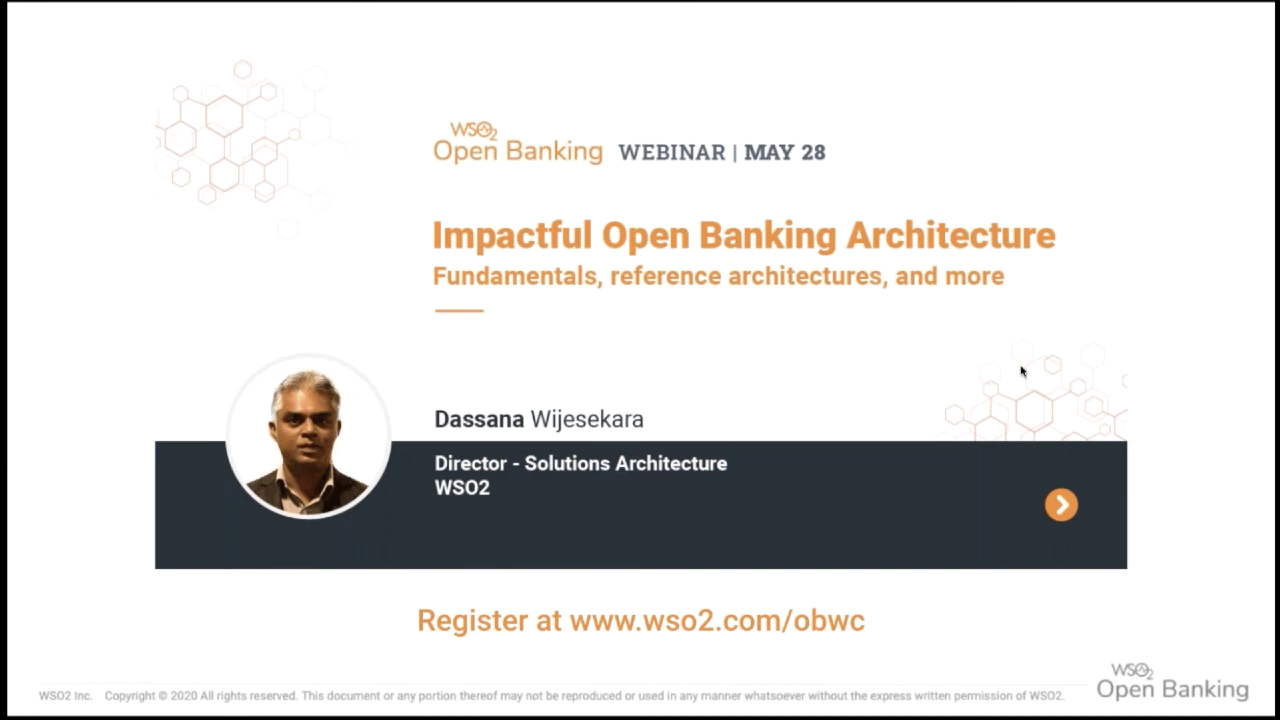 WSO2
Open Banking WEBINAR | MAY 28
Impactful Open Banking Architecture
Fundamentals, reference architectures, and more
Dassana Wijesekara
Director - Solutions Architecture
WSO2
Register at www.wso2.com/obwc
WSO2 Inc. Copyright © 2020 All rights reserved. This document or any portion thereof may not be reproduced or used in any manner whatsoever without the express written permission of WSO2.
WSO2
Open Banking